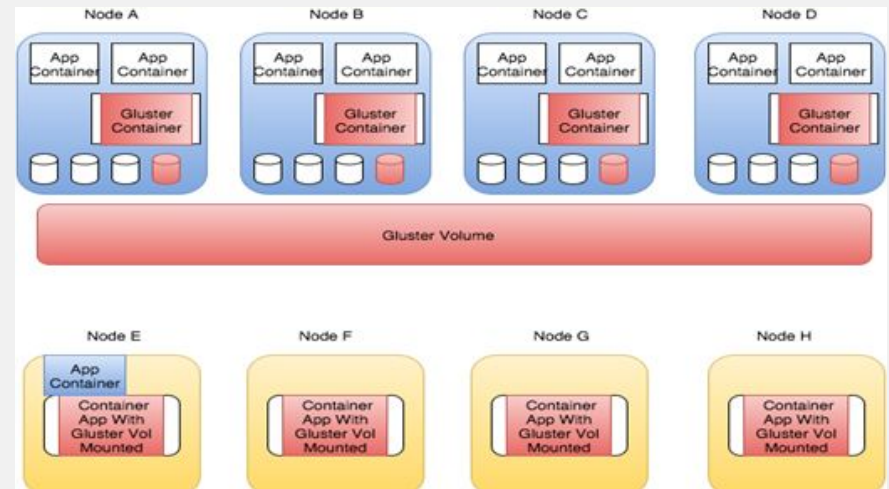 Node A
Node B
Node C
Node D
App
Container
App
Container
App
Container
App
Container
App
Container
App
Container
App
Container
App
Container
Gluster
Container
Gluster
Container
Gluster
Container
Gluster
Container
Gluster Volume
Node E
Node F
Node G
Node H
App
Container
Container
App With
Gluster Vol
Mounted
Container
App With
Gluster Vol
Mounted
Container
App With
Gluster Vol
Mounted
Container
App With
Gluster Vol
Mounted